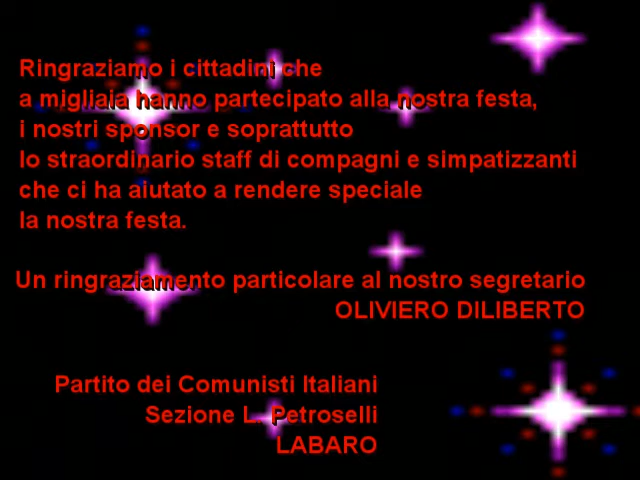 Ringraziamo i cittadini che
a migliaia hanno partecipato alla nostra festa,
i nostri sponsor e soprattutto
lo straordinario staff di compagni e simpatizzanti
che ci ha aiutato a rendere speciale
la nostra festa.
Un ringraziamento particolare al nostro segretario
OLIVIERO DILIBERTO
Partito dei Comunisti Italiani
Sezione L. Petroselli
LABARO